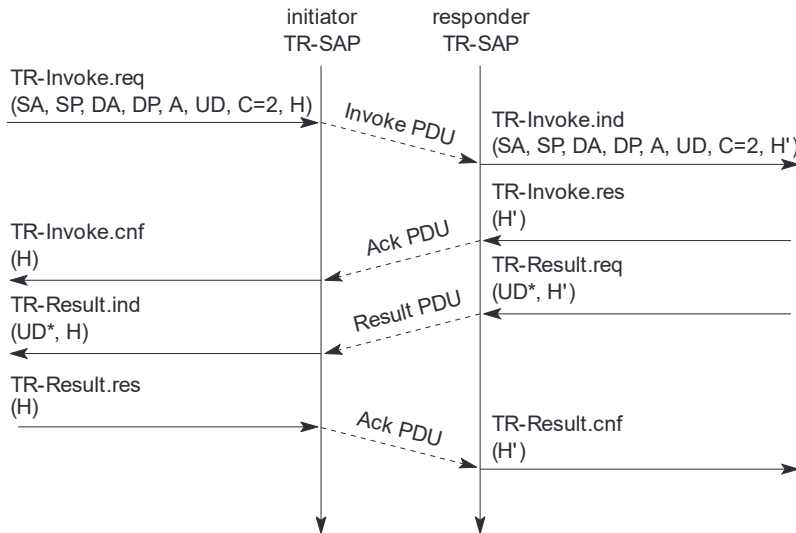 initiator
TR-SAP
responder
TR-SAP
TR-Invoke.req
(SA, SP, DA, DP, A, UD, C=2, H)
Invoke PDU
TR-Invoke.ind
(SA, SP, DA, DP, A, UD, C=2, H')
TR-Invoke.res
(H')
Ack PDU
TR-Invoke.cnf
(H)
TR-Result.req
(UD*, H')
Result PDU
TR-Result.ind
(UD*, H)
TR-Result.res
(H)
Ack PDU
TR-Result.cnf
(H')